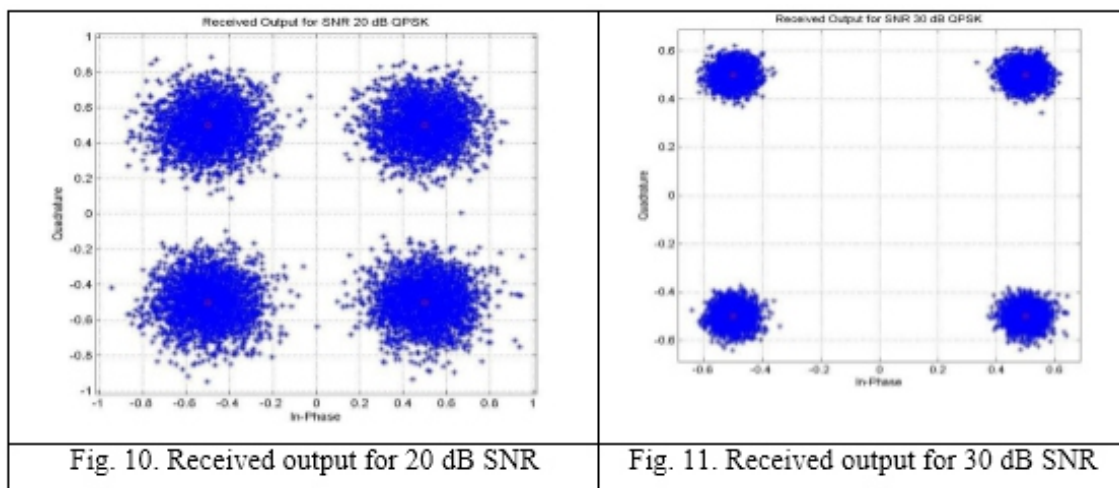 Received Output for SNR 20 dB QPSK
1
0.8
0.6
0.4
0.2
0
-0.2
-0.4
-0.6
-0.8
-1
Quadrature
-1 -0.8 -0.6 -0.4 -0.2 0 0.2 0.4 0.6 0.8 1
In-Phase
Fig. 10. Received output for 20 dB SNR
Received Output for SNR 30 dB QPSK
0.6
0.4
0.2
0
-0.2
-0.4
-0.6
Quadrature
-0.6 -0.4 -0.2 0 0.2 0.4 0.6
In-Phase
Fig. 11. Received output for 30 dB SNR